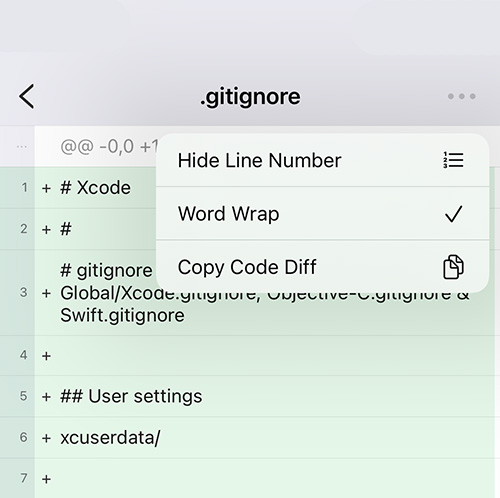 .gitignore
@@ -0,0 +1
Hide Line Number
Word Wrap
Copy Code Diff
1 + # Xcode
2 + #
# gitignore
3 + Global/Xcode.gitignore, Objective-C.gitignore &
Swift.gitignore
4 +
5 + ## User settings
6 + xcuserdata/
7 +